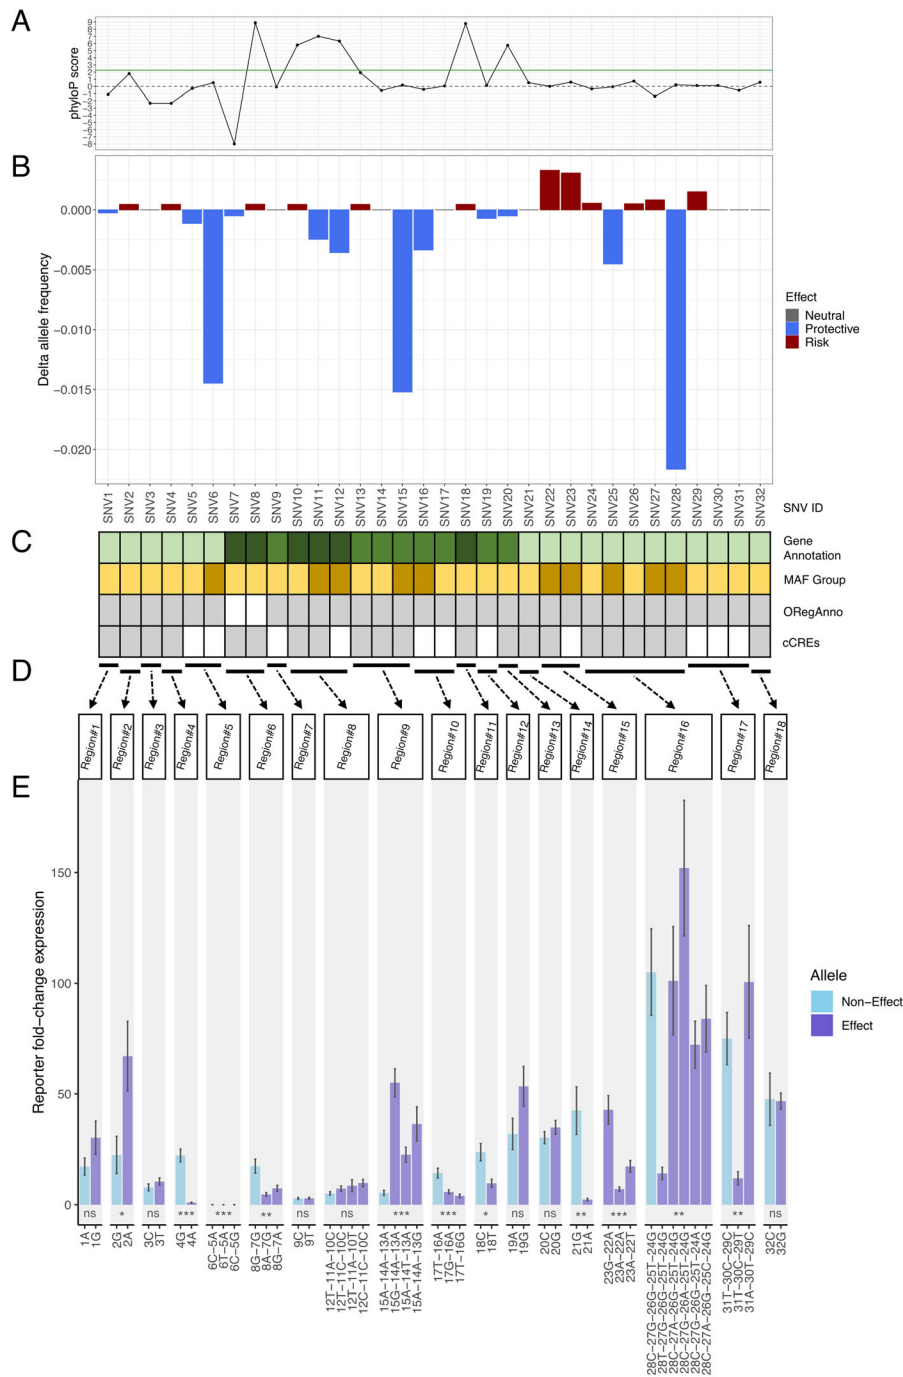 A
phyloP score
9
8
7
6
5
4
3
2
1
0
−1
−2
−3
−4
−5
−6
−7
−8
B
Delta allele frequency
0.000
−0.005
−0.010
−0.015
−0.020
Effect
Neutral
Protective
Risk
SNV1
SNV2
SNV3
SNV4
SNV5
SNV6
SNV7
SNV8
SNV9
SNV10
SNV11
SNV12
SNV13
SNV14
SNV15
SNV16
SNV17
SNV18
SNV19
SNV20
SNV21
SNV22
SNV23
SNV24
SNV25
SNV26
SNV27
SNV28
SNV29
SNV30
SNV31
SNV32
SNV ID
C
Gene
Annotation
MAF Group
ORegAnno
cCREs
D
Region#1
Region#2
Region#3
Region#4
Region#5
Region#6
Region#7
Region#8
Region#9
Region#10
Region#11
Region#12
Region#13
Region#14
Region#15
Region#16
Region#17
Region#18
E
Reporter fold−change expression
150
100
50
0
ns
*
ns
***
***
**
ns
ns
***
***
*
ns
ns
**
***
**
**
ns
1A
1G
2G
2A
3C
3T
4G
4A
6C−5A
6T−5A
6C−5G
8G−7G
8A−7G
8G−7A
9C
9T
12T−11A−10C
12T−11C−10C
12T−11A−10T
12C−11C−10C
15A−14A−13A
15G−14A−13A
15A−14T−13A
15A−14A−13G
17T−16A
17G−16A
17T−16G
18C
18T
19A
19G
20C
20G
21G
21A
23G−22A
23A−22A
23A−22T
28C−27G−26G−25T−24G
28T−27G−26G−25T−24G
28C−27A−26G−25T−24G
28C−27G−26A−25T−24G
28C−27G−26G−25T−24A
28C−27A−26G−25C−24G
31T−30C−29C
31T−30C−29T
31A−30T−29C
32C
32G
Allele
Non−Effect
Effect